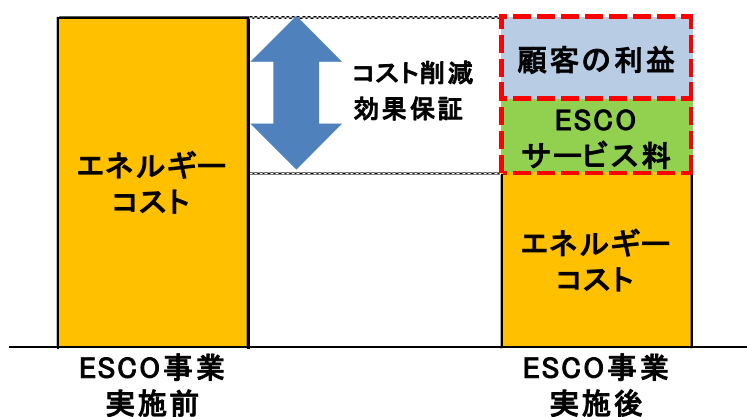 エネルギー
コスト
コスト削減
効果保証
顧客の利益
ESCO
サービス料
エネルギー
コスト
ESCO事業
実施前
ESCO事業
実施後